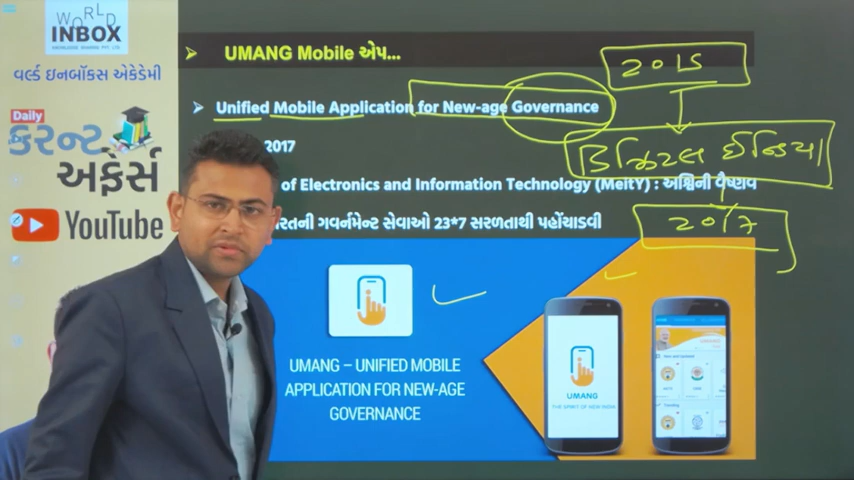 WORLD
INBOX
KNOWLEDGE SHARING PVT. LTD.
વર્લ્ડ ઇનબૉક્સ એકેડેમી
Daily
કરન્ટ
અફેર્સ
YouTube
UMANG Mobile એપ...
Unified Mobile Application for New-age Governance
2017
of Electronics and Information Technology (MeitY) : અશ્વિની વૈષ્ણવ
ગવર્નમેન્ટ સેવાઓ 23*7 સરળતાથી પહોંચાડવી
2015
ડિજિટલ ઈન્ડિયા
2017
UMANG – UNIFIED MOBILE
APPLICATION FOR NEW-AGE
GOVERNANCE
UMANG
THE SPIRIT OF NEW INDIA